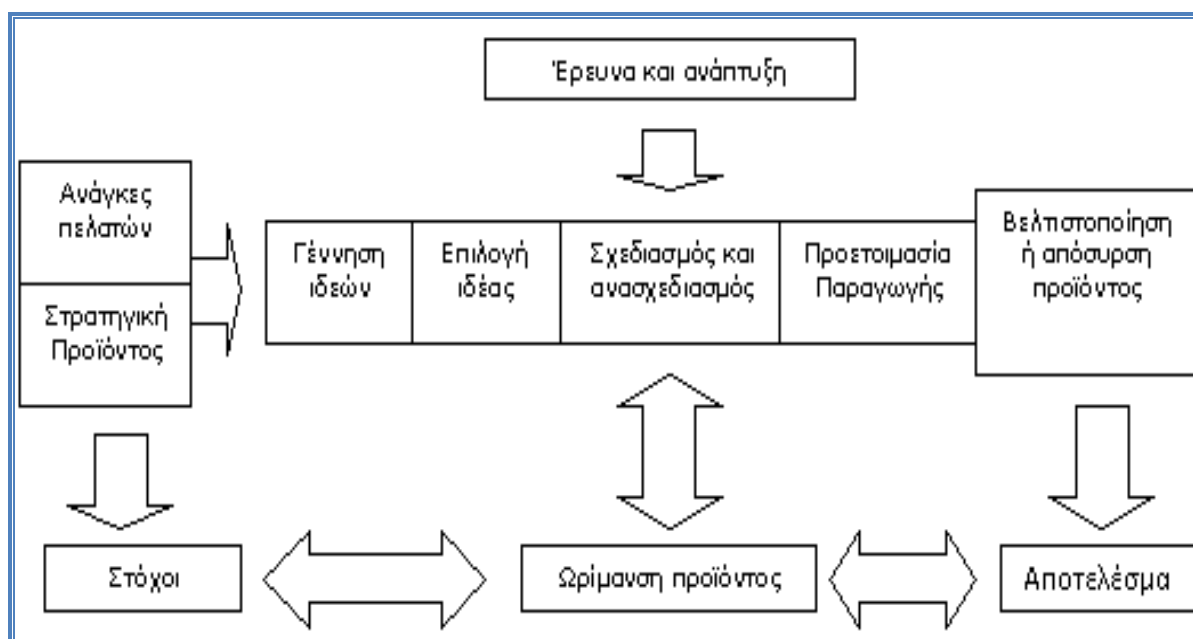 Έρευνα και ανάπτυξη
Ανάγκες
πελατών
Στρατηγική
Προϊόντος
Γέννηση
ιδεών
Επιλογή
ιδέας
Σχεδιασμός και
ανασχεδιασμός
Προετοιμασία
Παραγωγής
Βελτιστοποίηση
ή απόσυρση
προϊόντος
Στόχοι
Ωρίμανση προϊόντος
Αποτελέσμα